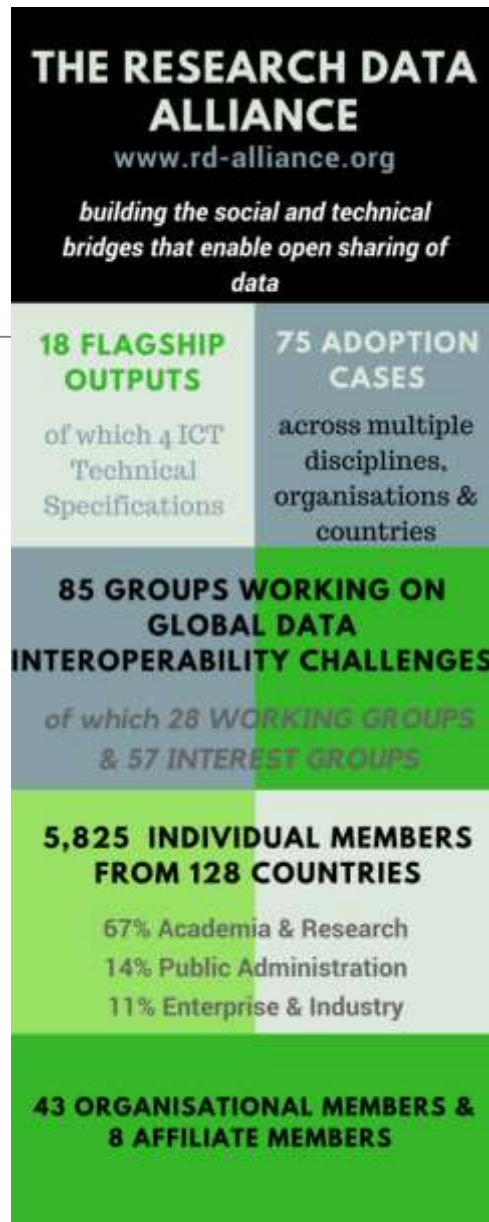 THE RESEARCH DATA
ALLIANCE
www.rd-alliance.org
building the social and technical
bridges that enable open sharing of
data
18 FLAGSHIP
OUTPUTS
of which 4 ICT
Technical
Specifications
75 ADOPTION
CASES
across multiple
disciplines,
organisations &
countries
85 GROUPS WORKING ON
GLOBAL DATA
INTEROPERABILITY CHALLENGES
of which 28 WORKING GROUPS
& 57 INTEREST GROUPS
5,825 INDIVIDUAL MEMBERS
FROM 128 COUNTRIES
67% Academia & Research
14% Public Administration
11% Enterprise & Industry
43 ORGANISATIONAL MEMBERS &
8 AFFILIATE MEMBERS